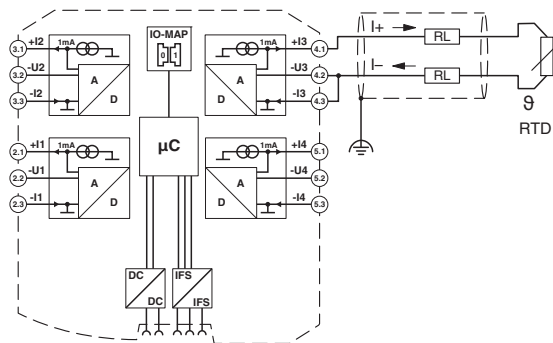 IO-MAP
0 1
3.1 +I2 1mA
3.2 -U2
3.3 -I2
A
D
1mA +I3 4.1
-U3 4.2
-I3 4.3
A
D
I+ RL
I– RL
ϑ
RTD
2.1 +I1 1mA
2.2 -U1
2.3 -I1
A
D
µC
1mA +I4 5.1
-U4 5.2
-I4 5.3
A
D
DC
DC
IFS
IFS